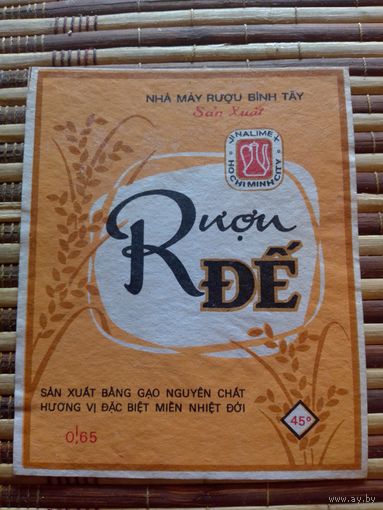 NHÀ MÁY RƯỢU BÌNH TÂY
Sản Xuất
VINALIMEX
HO CHI MINH CITY
Rượu
ĐẾ
SẢN XUẤT BẰNG GẠO NGUYÊN CHẤT
HƯƠNG VỊ ĐẶC BIỆT MIỀN NHIỆT ĐỚI
0,l65
45°
www.ay.by